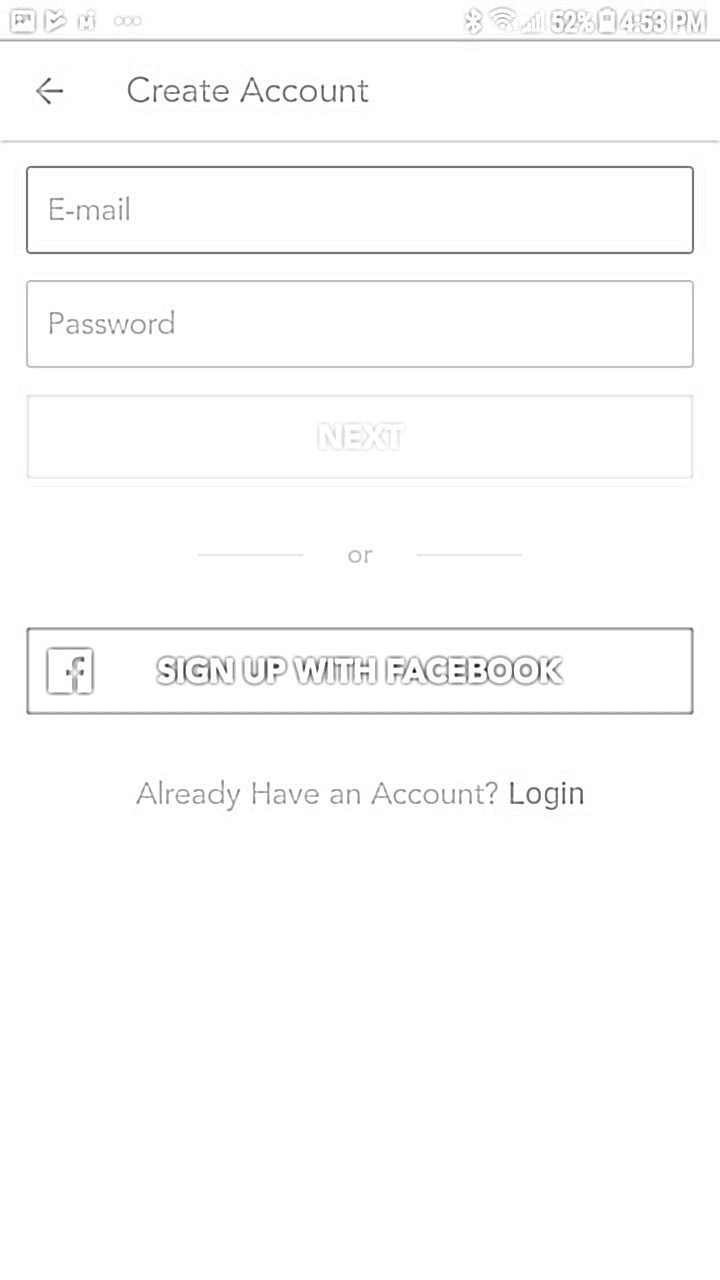 52% 4:53 PM
Create Account
E-mail
Password
NEXT
or
SIGN UP WITH FACEBOOK
Already Have an Account? Login